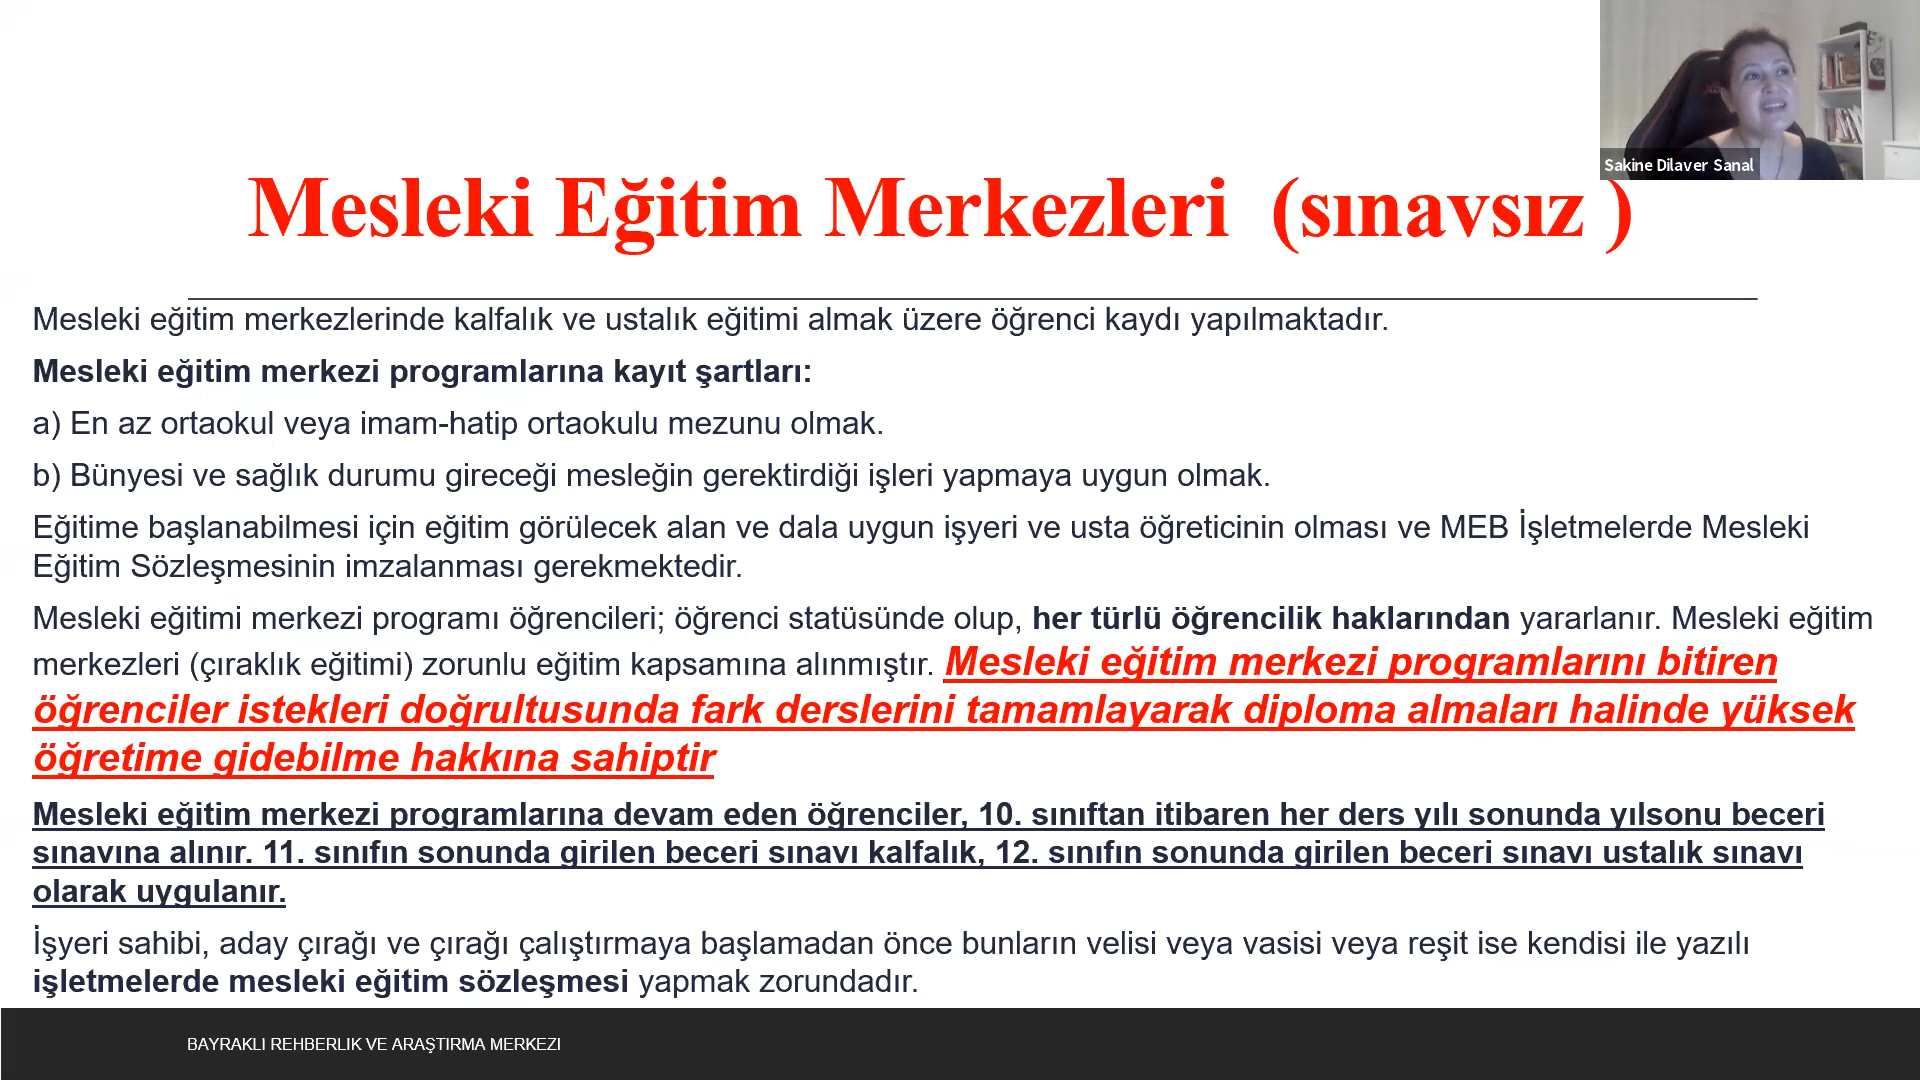 Sakine Dilaver Sanal
Mesleki Eğitim Merkezleri  (sınavsız )
Mesleki eğitim merkezlerinde kalfalık ve ustalık eğitimi almak üzere öğrenci kaydı yapılmaktadır.
Mesleki eğitim merkezi programlarına kayıt şartları:
a) En az ortaokul veya imam-hatip ortaokulu mezunu olmak.
b) Bünyesi ve sağlık durumu gireceği mesleğin gerektirdiği işleri yapmaya uygun olmak.
Eğitime başlanabilmesi için eğitim görülecek alan ve dala uygun işyeri ve usta öğreticinin olması ve MEB İşletmelerde Mesleki
Eğitim Sözleşmesinin imzalanması gerekmektedir.
Mesleki eğitimi merkezi programı öğrencileri; öğrenci statüsünde olup, her türlü öğrencilik haklarından yararlanır. Mesleki eğitim
merkezleri (çıraklık eğitimi) zorunlu eğitim kapsamına alınmıştır. Mesleki eğitim merkezi programlarını bitiren
öğrenciler istekleri doğrultusunda fark derslerini tamamlayarak diploma almaları halinde yüksek
öğretime gidebilme hakkına sahiptir
Mesleki eğitim merkezi programlarına devam eden öğrenciler, 10. sınıftan itibaren her ders yılı sonunda yılsonu beceri
sınavına alınır. 11. sınıfın sonunda girilen beceri sınavı kalfalık, 12. sınıfın sonunda girilen beceri sınavı ustalık sınavı
olarak uygulanır.
İşyeri sahibi, aday çırağı ve çırağı çalıştırmaya başlamadan önce bunların velisi veya vasisi veya reşit ise kendisi ile yazılı
işletmelerde mesleki eğitim sözleşmesi yapmak zorundadır.
BAYRAKLI REHBERLIK VE ARAŞTIRMA MERKEZI